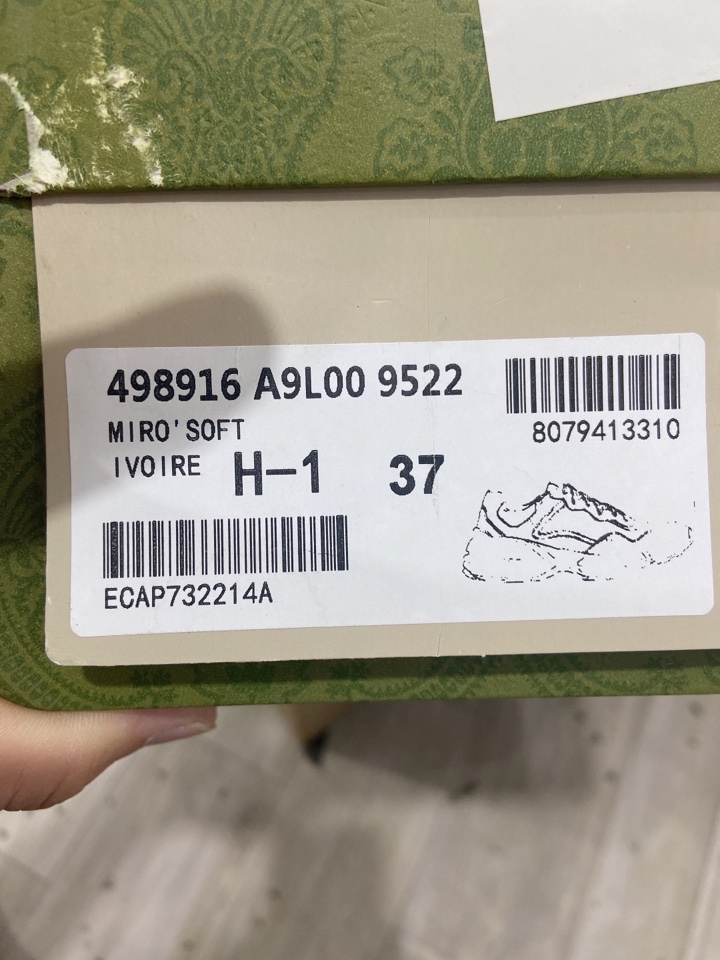 498916 A9L00 9522
8079413310
MIRO'SOFT
IVOIRE H-1 37
ECAP732214A